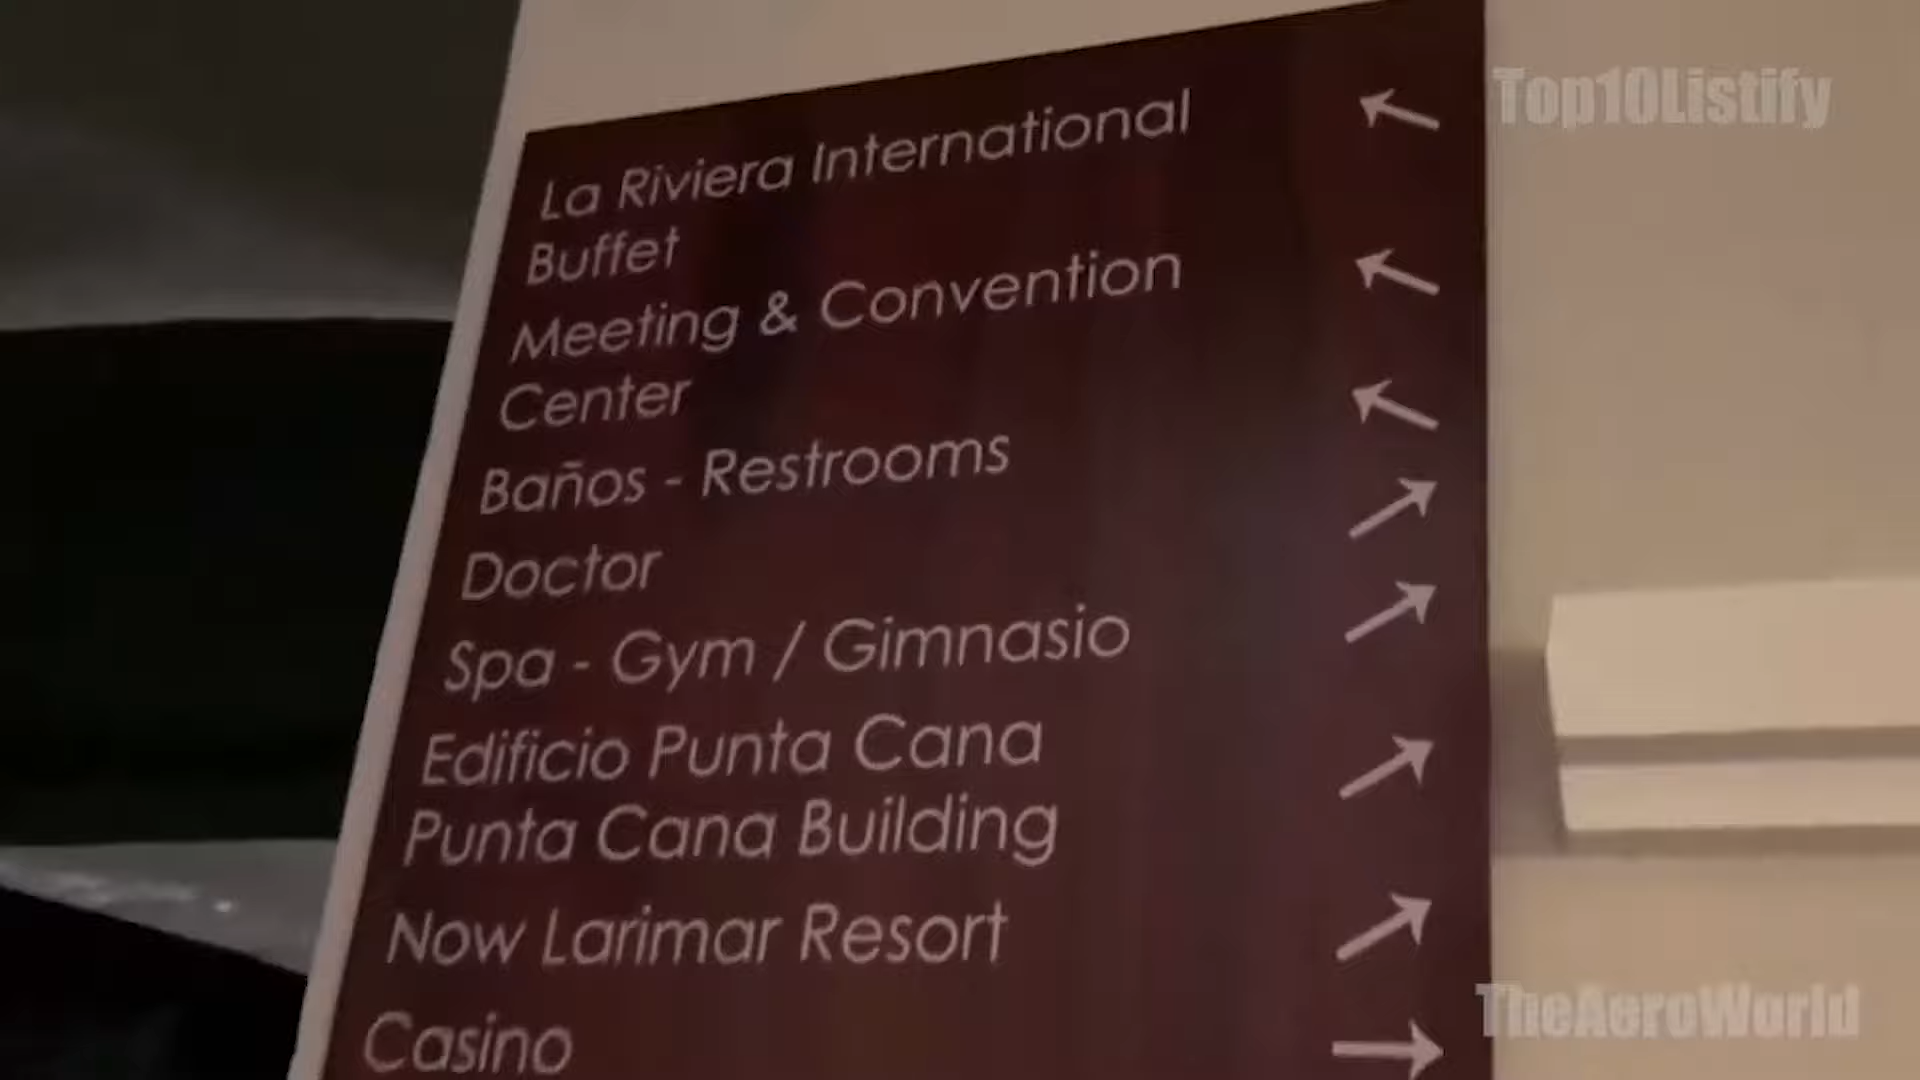 La Riviera International
Buffet
Meeting & Convention
Center
Baños - Restrooms
Doctor
Spa - Gym / Gimnasio
Edificio Punta Cana
Punta Cana Building
Now Larimar Resort
Casino
Top10Listify
TheAeroWorld